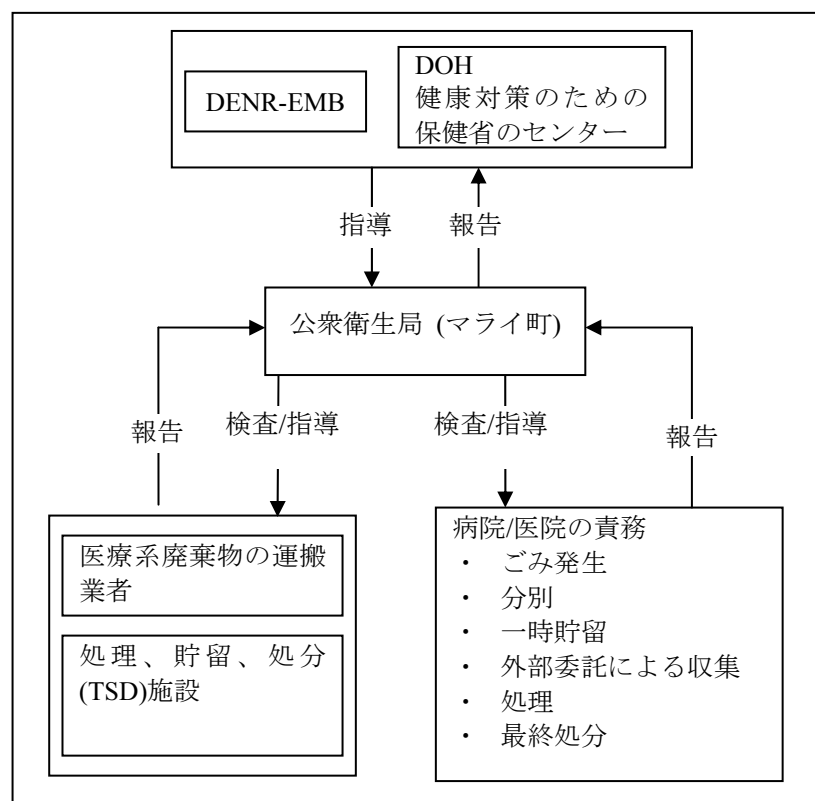 DENR-EMB
DOH
健康対策のための
保健省のセンター
指導
報告
公衆衛生局 (マライ町)
報告
検査/指導
検査/指導
報告
医療系廃棄物の運搬
業者
処理、貯留、処分
(TSD)施設
病院/医院の責務
・ ごみ発生
・ 分別
・ 一時貯留
・ 外部委託による収集
・ 処理
・ 最終処分